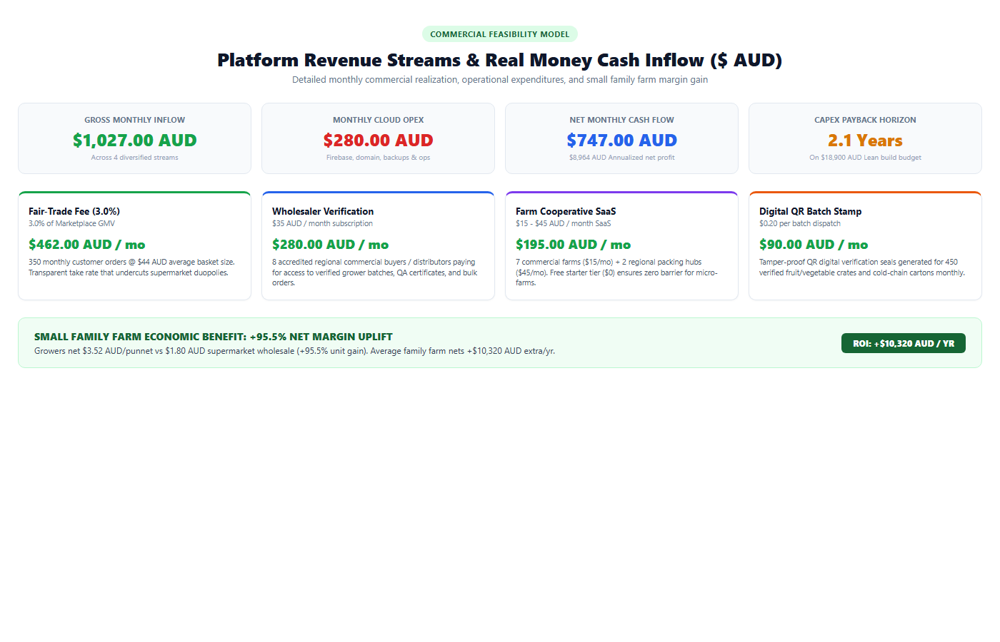 COMMERCIAL FEASIBILITY MODEL
Platform Revenue Streams & Real Money Cash Inflow ($ AUD)
Detailed monthly commercial realization, operational expenditures, and small family farm margin gain
GROSS MONTHLY INFLOW
$1,027.00 AUD
Across 4 diversified streams
MONTHLY CLOUD OPEX
$280.00 AUD
Firebase, domain, backups & ops
NET MONTHLY CASH FLOW
$747.00 AUD
$8,964 AUD Annualized net profit
CAPEX PAYBACK HORIZON
2.1 Years
On $18,900 AUD Lean build budget
Fair-Trade Fee (3.0%)
3.0% of Marketplace GMV
$462.00 AUD / mo
350 monthly customer orders @ $44 AUD average basket size.
Transparent take rate that undercuts supermarket duopolies.
Wholesaler Verification
$35 AUD / month subscription
$280.00 AUD / mo
8 accredited regional commercial buyers / distributors paying
for access to verified grower batches, QA certificates, and bulk
orders.
Farm Cooperative SaaS
$15 - $45 AUD / month SaaS
$195.00 AUD / mo
7 commercial farms ($15/mo) + 2 regional packing hubs
($45/mo). Free starter tier ($0) ensures zero barrier for micro-
farms.
Digital QR Batch Stamp
$0.20 per batch dispatch
$90.00 AUD / mo
Tamper-proof QR digital verification seals generated for 450
verified fruit/vegetable crates and cold-chain cartons monthly.
SMALL FAMILY FARM ECONOMIC BENEFIT: +95.5% NET MARGIN UPLIFT
Growers net $3.52 AUD/punnet vs $1.80 AUD supermarket wholesale (+95.5% unit gain). Average family farm nets +$10,320 AUD extra/yr.
ROI: +$10,320 AUD / YR